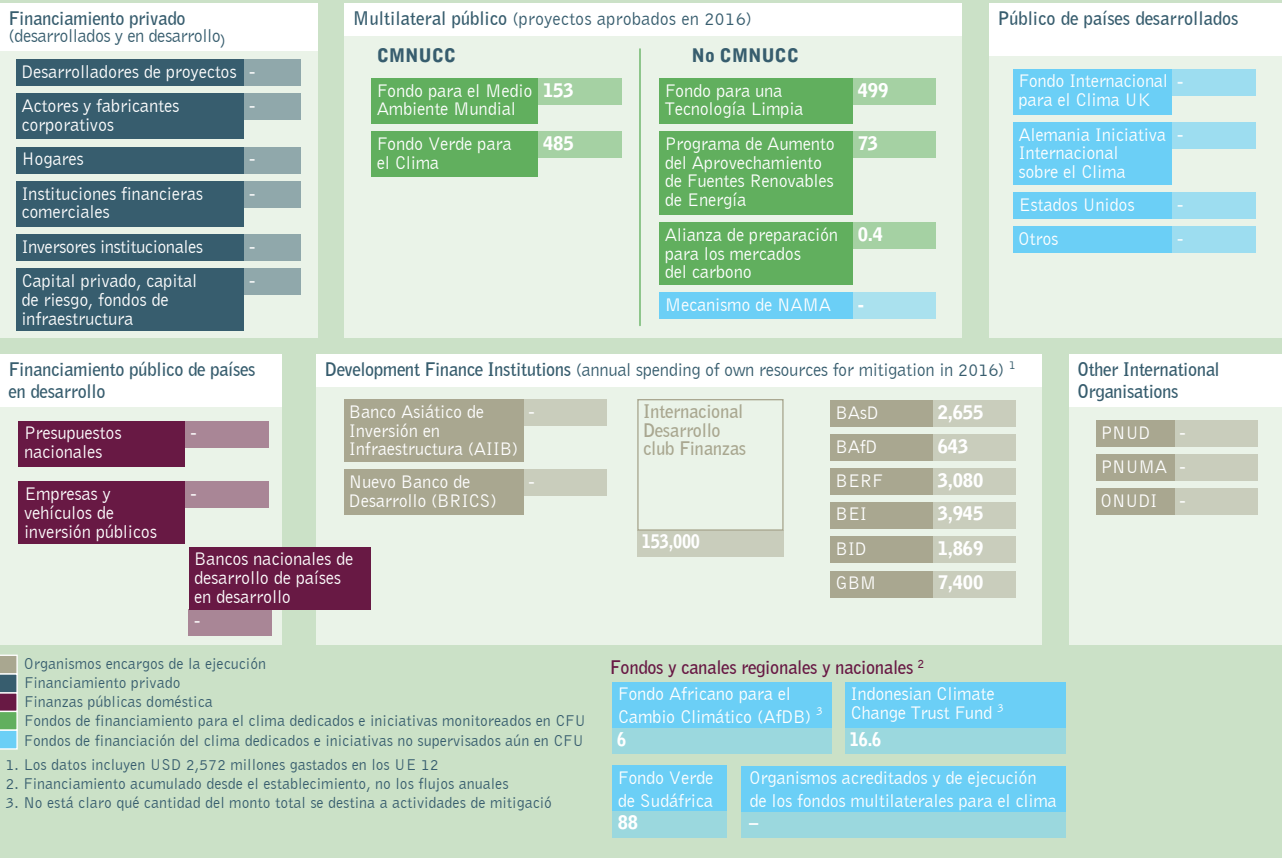 Financiamiento privado
(desarrollados y en desarrollo)
Desarrolladores de proyectos -
Actores y fabricantes -
corporativos
Hogares -
Instituciones financieras -
comerciales
Inversores institucionales -
Capital privado, capital -
de riesgo, fondos de
infraestructura
Multilateral público (proyectos aprobados en 2016)
CMNUCC
Fondo para el Medio 153
Ambiente Mundial
Fondo Verde para 485
el Clima
No CMNUCC
Fondo para una 499
Tecnología Limpia
Programa de Aumento 73
del Aprovechamiento
de Fuentes Renovables
de Energía
Alianza de preparación 0.4
para los mercados
del carbono
Mecanismo de NAMA -
Público de países desarrollados
Fondo Internacional -
para el Clima UK
Alemania Iniciativa -
Internacional
sobre el Clima
Estados Unidos -
Otros -
Financiamiento público de países
en desarrollo
Presupuestos -
nacionales
Empresas y -
vehículos de
inversión públicos
Bancos nacionales de
desarrollo de países
en desarrollo
-
Development Finance Institutions (annual spending of own resources for mitigation in 2016) 1
Banco Asiático de -
Inversión en
Infraestructura (AIIB)
Nuevo Banco de -
Desarrollo (BRICS)
Internacional
Desarrollo
club Finanzas
153,000
BAsD 2,655
BAfD 643
BERF 3,080
BEI 3,945
BID 1,869
GBM 7,400
Other International
Organisations
PNUD -
PNUMA -
ONUDI -
Organismos encargos de la ejecución
Financiamiento privado
Finanzas públicas doméstica
Fondos de financiamiento para el clima dedicados e iniciativas monitoreados en CFU
Fondos de financiación del clima dedicados e iniciativas no supervisados aún en CFU
1. Los datos incluyen USD 2,572 millones gastados en los UE 12
2. Financiamiento acumulado desde el establecimiento, no los flujos anuales
3. No está claro qué cantidad del monto total se destina a actividades de mitigació
Fondos y canales regionales y nacionales 2
Fondo Africano para el
Cambio Climático (AfDB) 3
6
Indonesian Climate
Change Trust Fund 3
16.6
Fondo Verde
de Sudáfrica
88
Organismos acreditados y de ejecución
de los fondos multilaterales para el clima
–